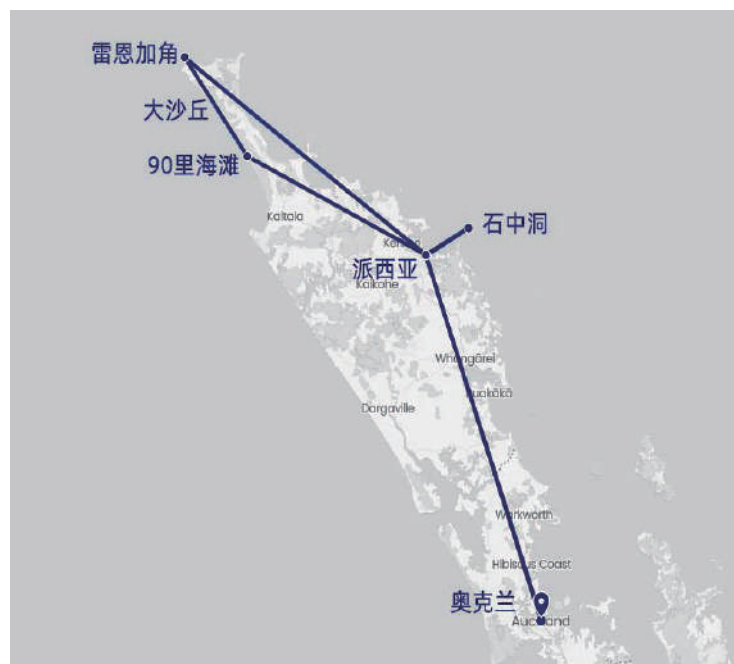 雷恩加角
大沙丘
90里海滩
Kaitaia
石中洞
派西亚
Kaikohe
Whangārei
Ruakākā
Dargaville
Warkworth
Hibiscus Coast
奥克兰
Auckland